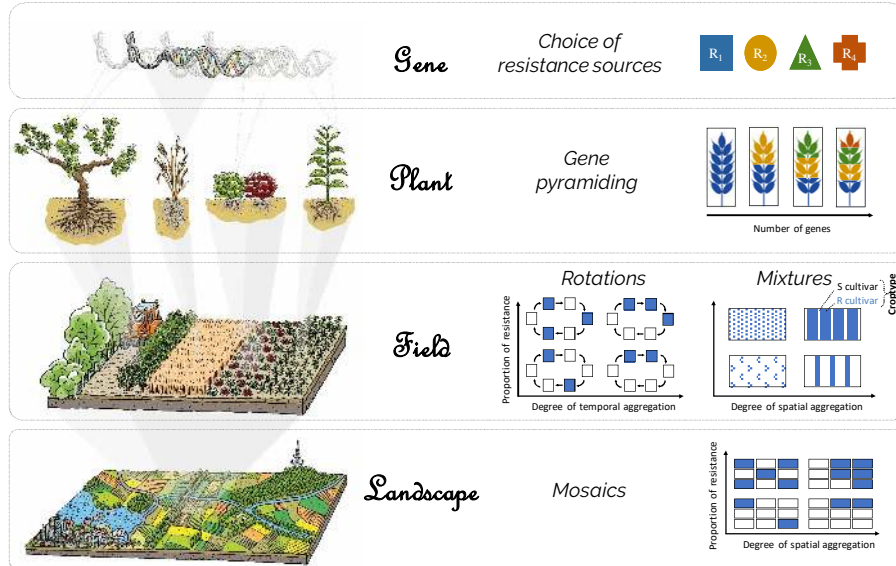 Gene
Choice of
resistance sources
R1 R2 R3 R4
Plant
Gene
pyramiding
Number of genes
Field
Rotations
Proportion of resistance
Degree of temporal aggregation
Mixtures
S cultivar
R cultivar
Croptype
Degree of spatial aggregation
Landscape
Mosaics
Proportion of resistance
Degree of spatial aggregation